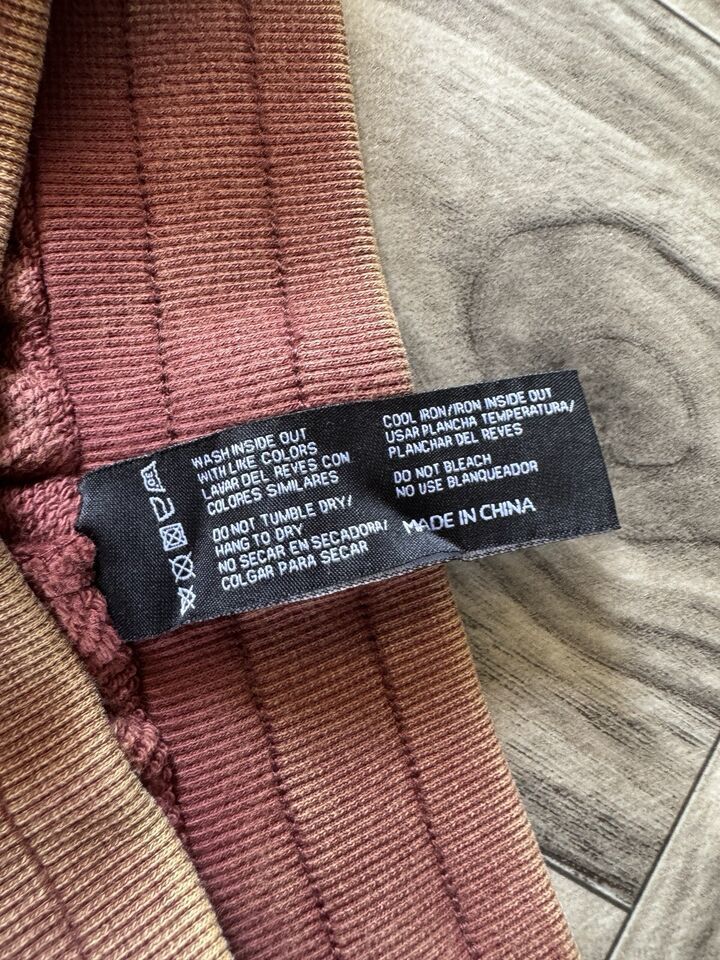 WASH INSIDE OUT
WITH LIKE COLORS
LAVAR DEL REVES CON
COLORES SIMILARES
DO NOT TUMBLE DRY/
HANG TO DRY
NO SECAR EN SECADORA/
COLGAR PARA SECAR
COOL IRON/IRON INSIDE OUT
USAR PLANCHA TEMPERATURA/
PLANCHAR DEL REVES
DO NOT BLEACH
NO USE BLANQUEADOR
MADE IN CHINA